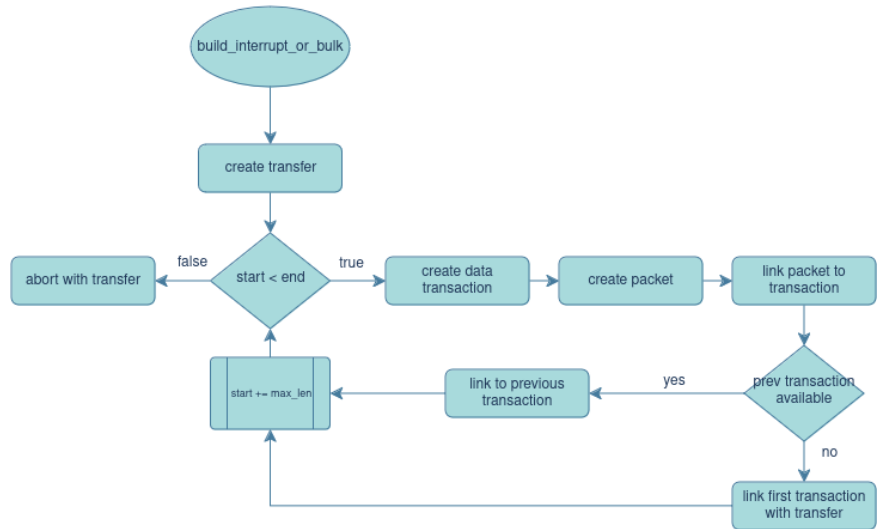 build_interrupt_or_bulk
create transfer
false
true
abort with transfer
start < end
create data
transaction
create packet
link packet to
transaction
start += max_len
link to previous
transaction
yes
prev transaction
available
no
link first transaction
with transfer